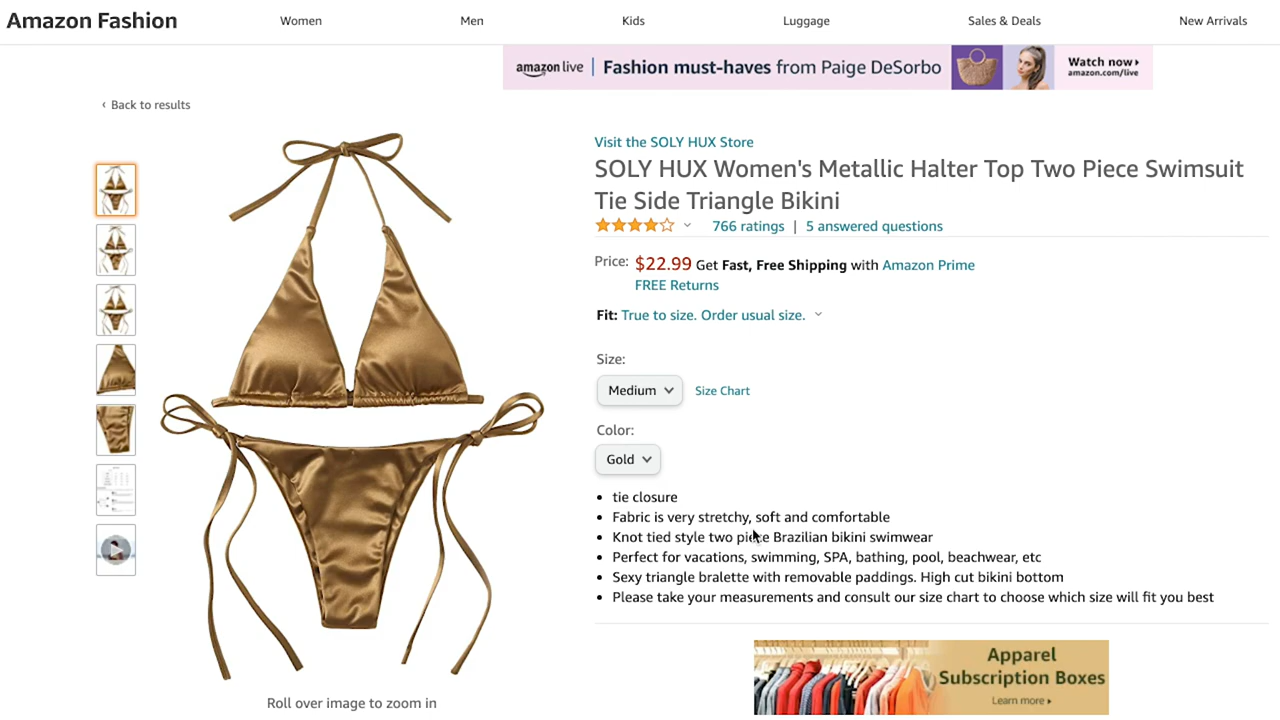 Amazon Fashion
Women
Men
Kids
Luggage
Sales & Deals
New Arrivals
amazon live | Fashion must-haves from Paige DeSorbo
Watch now
amazon.com/live
‹ Back to results
Visit the SOLY HUX Store
SOLY HUX Women's Metallic Halter Top Two Piece Swimsuit
Tie Side Triangle Bikini
766 ratings | 5 answered questions
Price: $22.99 Get Fast, Free Shipping with Amazon Prime
FREE Returns
Fit: True to size. Order usual size.
Size:
Medium
Size Chart
Color:
Gold
• tie closure
• Fabric is very stretchy, soft and comfortable
• Knot tied style two piece Brazilian bikini swimwear
• Perfect for vacations, swimming, SPA, bathing, pool, beachwear, etc
• Sexy triangle bralette with removable paddings. High cut bikini bottom
• Please take your measurements and consult our size chart to choose which size will fit you best
Apparel
Subscription Boxes
Learn more
Roll over image to zoom in